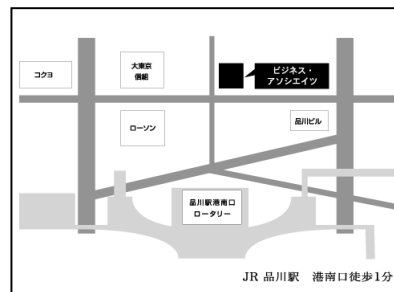 コクヨ
大東京
信組
ビジネス・
アソシエイツ
ローソン
品川ビル
品川駅港南口
ロータリー
JR 品川駅　港南口徒歩1分